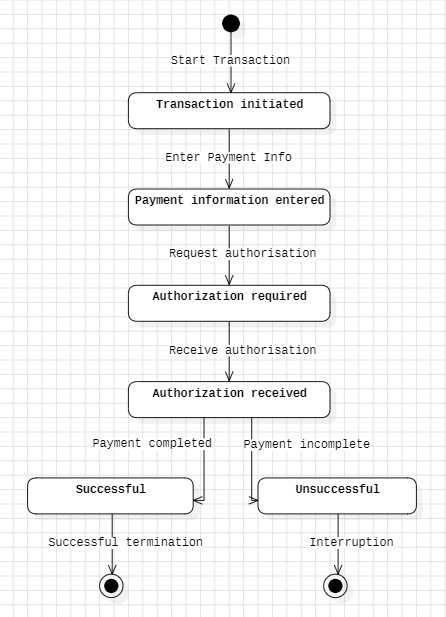 Start Transaction
Transaction initiated
Enter Payment Info
Payment information entered
Request authorisation
Authorization required
Receive authorisation
Authorization received
Payment completed
Payment incomplete
Successful
Unsuccessful
Successful termination
Interruption